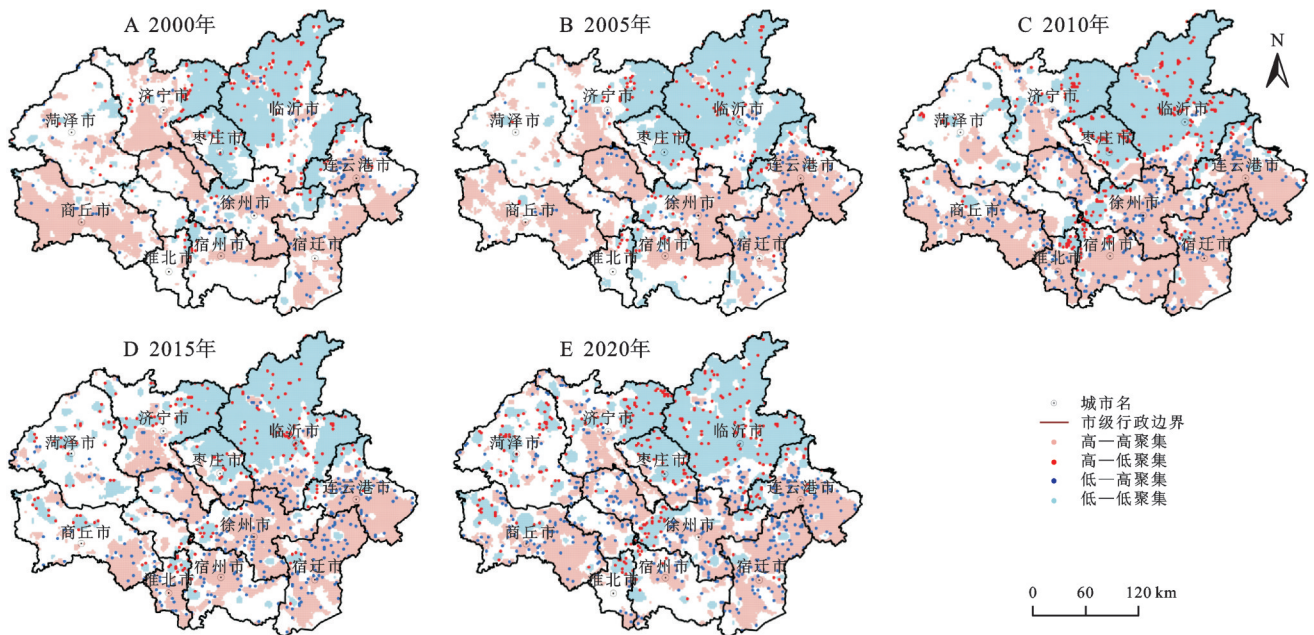 A 2000年
济宁市
临沂市
菏泽市
枣庄市
连云港市
徐州市
商丘市
宿州市
宿迁市
淮北市
B 2005年
济宁市
临沂市
菏泽市
枣庄市
连云港市
徐州市
商丘市
宿州市
宿迁市
淮北市
C 2010年
N
济宁市
临沂市
菏泽市
枣庄市
连云港市
徐州市
商丘市
宿州市
宿迁市
淮北市
D 2015年
济宁市
临沂市
菏泽市
枣庄市
连云港市
徐州市
商丘市
宿州市
宿迁市
淮北市
E 2020年
济宁市
临沂市
菏泽市
枣庄市
连云港市
徐州市
商丘市
宿州市
宿迁市
淮北市
城市名
市级行政边界
高—高聚集
高—低聚集
低—高聚集
低—低聚集
0 60 120 km